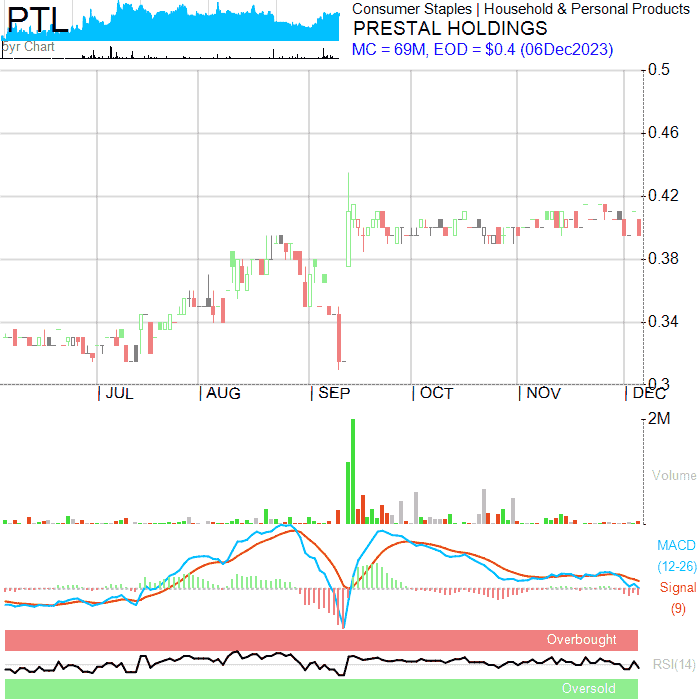 PTL
5yr Chart
Consumer Staples | Household & Personal Products
PRESTAL HOLDINGS
MC = 69M, EOD = $0.4 (06Dec2023)
0.5
0.46
0.42
0.38
0.34
0.3
| JUL | AUG | SEP | OCT | NOV | DEC
2M
Volume
MACD
(12-26)
Signal
(9)
Overbought
RSI(14)
Oversold